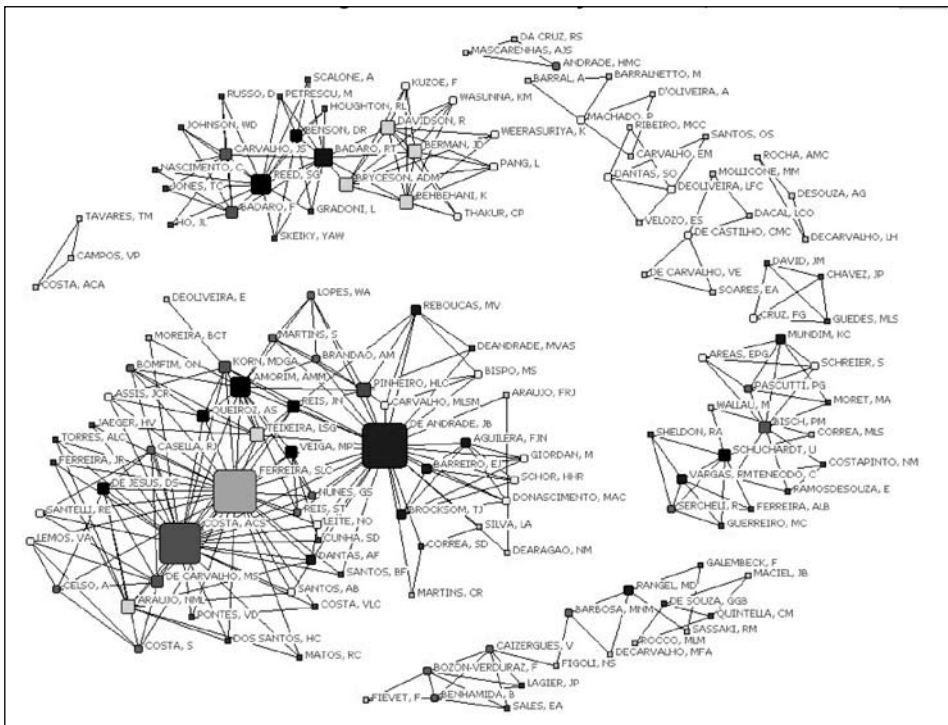 DA CRUZ, RS
MASCARENHAS, AJS
ANDRADE, HMC
SCALONE, A
KUZOE, F
BARRAL, A
BARRALNETTO, M
RUSSO, D
PETRESCU, M
WASUNNA, KM
D'OLIVEIRA, A
HOUGHTON, RL
DAVIDSON, R
MACHADO, P
JOHNSON, WD
BENSON, DR
WEERASURIYA, K
RIBEIRO, MCC
SANTOS, OS
CARVALHO, JS
BADARO, RT
BERMAN, JD
CARVALHO, EM
ROCHA, AMC
NASCIMENTO, C
REED, SG
PANG, L
MOLLICONE, MM
JONES, TC
BRYCESON, ADM
DANTAS, SQ
DEOLIVEIRA, LFC
DESOUZA, AG
BADARO, F
GRADONI, L
BEHBEHANI, K
THAKUR, CP
VELOZO, ES
DACAL, LCO
TAVARES, TM
HO, JL
SKEIKY, YAW
DE CASTILHO, CMC
DECARVALHO, LH
CAMPOS, VP
DAVID, JM
COSTA, ACA
DE CARVALHO, VE
SOARES, EA
CHAVEZ, JP
DEOLIVEIRA, E
LOPES, WA
REBOUCAS, MV
CRUZ, FG
GUEDES, MLS
MOREIRA, BCT
MARTINS, S
MUNDIM, KC
BOMFIM, ON
KORN, MDGA
BRANDAO, AM
DEANDRADE, MVAS
AREAS, EPG
SCHREIER, S
AMORIM, AMM
BISPO, MS
ASSIS, JCR
PINHEIRO, HLC
PASCUTTI, PG
REIS, JN
CARVALHO, MLSM
ARAUJO, FRJ
WALLAU, M
MORET, MA
JAEGER, HV
QUEIROZ, AS
DE ANDRADE, JB
BISCH, PM
TORRES, ALC
TEIXEIRA, LSG
AGUILERA, FJN
SHELDON, RA
CORREA, MLS
CASELLA, RJ
VEIGA, MP
GIORDAN, M
SCHUCHARDT, U
FERREIRA, JR
FERREIRA, SLC
BARREIRO, EJ
COSTAPINTO, NM
DE JESUS, DS
SCHOR, HHR
VARGAS, RMTENEODO, C
NUNES, GS
RAMOSDESOUZA, E
SANTELLI, RE
REIS, ST
DONASCIMENTO, MAC
SERCHELI, R
FERREIRA, ALB
COSTA, ACS
LEITE, NO
BROCKSOM, TJ
SILVA, LA
GUERREIRO, MC
LEMOS, VA
CUNHA, SD
CORREA, SD
DEARAGAO, NM
DANTAS, AF
CELSO, A
DE CARVALHO, MS
SANTOS, BF
GALEMBECK, F
SANTOS, AB
MARTINS, CR
RANGEL, MD
MACIEL, JB
ARAUJO, NML
COSTA, VLC
BARBOSA, MNM
DE SOUZA, GGB
PONTES, VD
QUINTELLA, CM
DOS SANTOS, HC
SASSAKI, RM
COSTA, S
MATOS, RC
CAIZERGUES, V
ROCCO, MLM
DECARVALHO, MFA
BOZON-VERDURAZ, F
FIGOLI, NS
LAGIER, JP
FIEVET, F
BENHAMIDA, B
SALES, EA